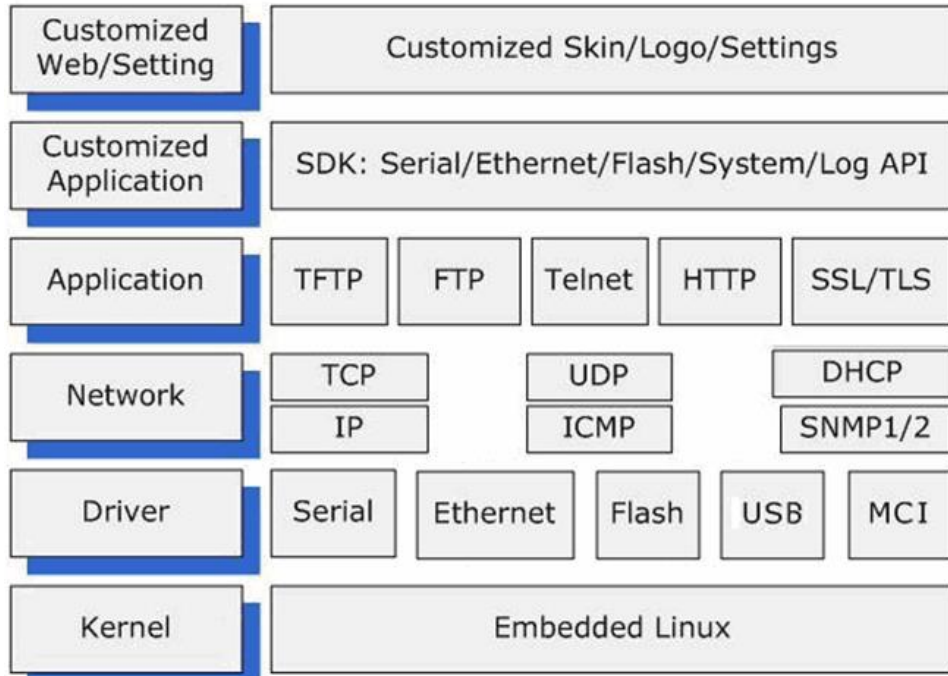 Customized
Web/Setting
Customized Skin/Logo/Settings
Customized
Application
SDK: Serial/Ethernet/Flash/System/Log API
Application
TFTP
FTP
Telnet
HTTP
SSL/TLS
Network
TCP
UDP
DHCP
IP
ICMP
SNMP1/2
Driver
Serial
Ethernet
Flash
USB
MCI
Kernel
Embedded Linux